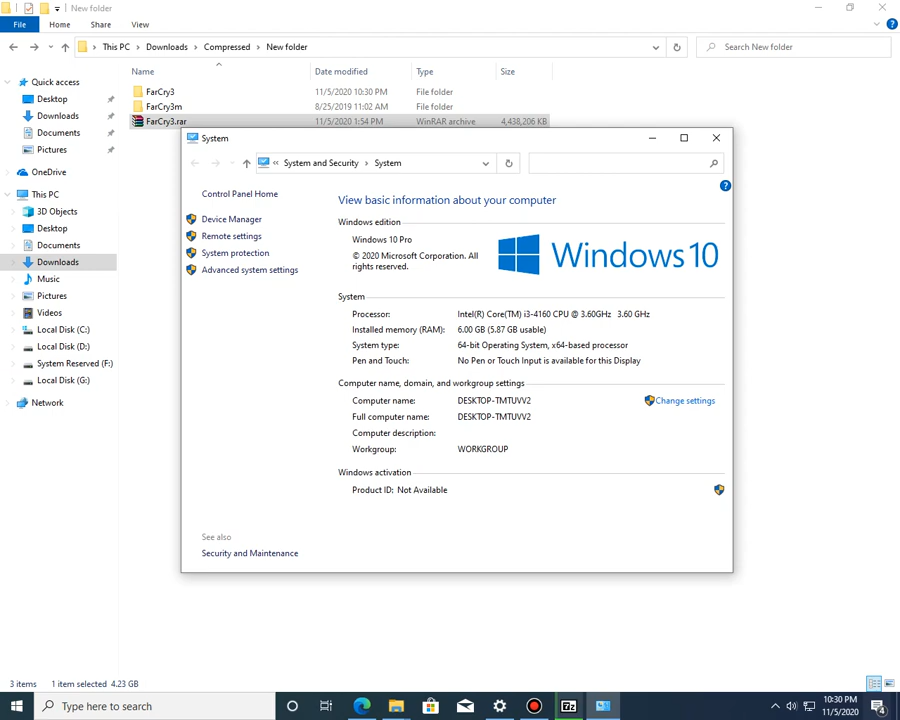 New folder
File Home Share View
This PC Downloads Compressed New folder
Search New folder
Name Date modified Type Size
FarCry3 11/5/2020 10:30 PM File folder
FarCry3m 8/25/2019 11:02 AM File folder
FarCry3.rar 11/5/2020 1:54 PM WinRAR archive 4,438,206 KB
Quick access
Desktop
Downloads
Documents
Pictures
OneDrive
This PC
3D Objects
Desktop
Documents
Downloads
Music
Pictures
Videos
Local Disk (C:)
Local Disk (D:)
System Reserved (F:)
Local Disk (G:)
Network
System
« System and Security System
Control Panel Home
Device Manager
Remote settings
System protection
Advanced system settings
See also
Security and Maintenance
View basic information about your computer
Windows edition
Windows 10 Pro
© 2020 Microsoft Corporation. All
rights reserved.
Windows 10
System
Processor: Intel(R) Core(TM) i3-4160 CPU @ 3.60GHz 3.60 GHz
Installed memory (RAM): 6.00 GB (5.87 GB usable)
System type: 64-bit Operating System, x64-based processor
Pen and Touch: No Pen or Touch Input is available for this Display
Computer name, domain, and workgroup settings
Computer name: DESKTOP-TMTUVV2
Change settings
Full computer name: DESKTOP-TMTUVV2
Computer description:
Workgroup: WORKGROUP
Windows activation
Product ID: Not Available
3 items 1 item selected 4.23 GB
Type here to search
7z
10:30 PM
11/5/2020
4